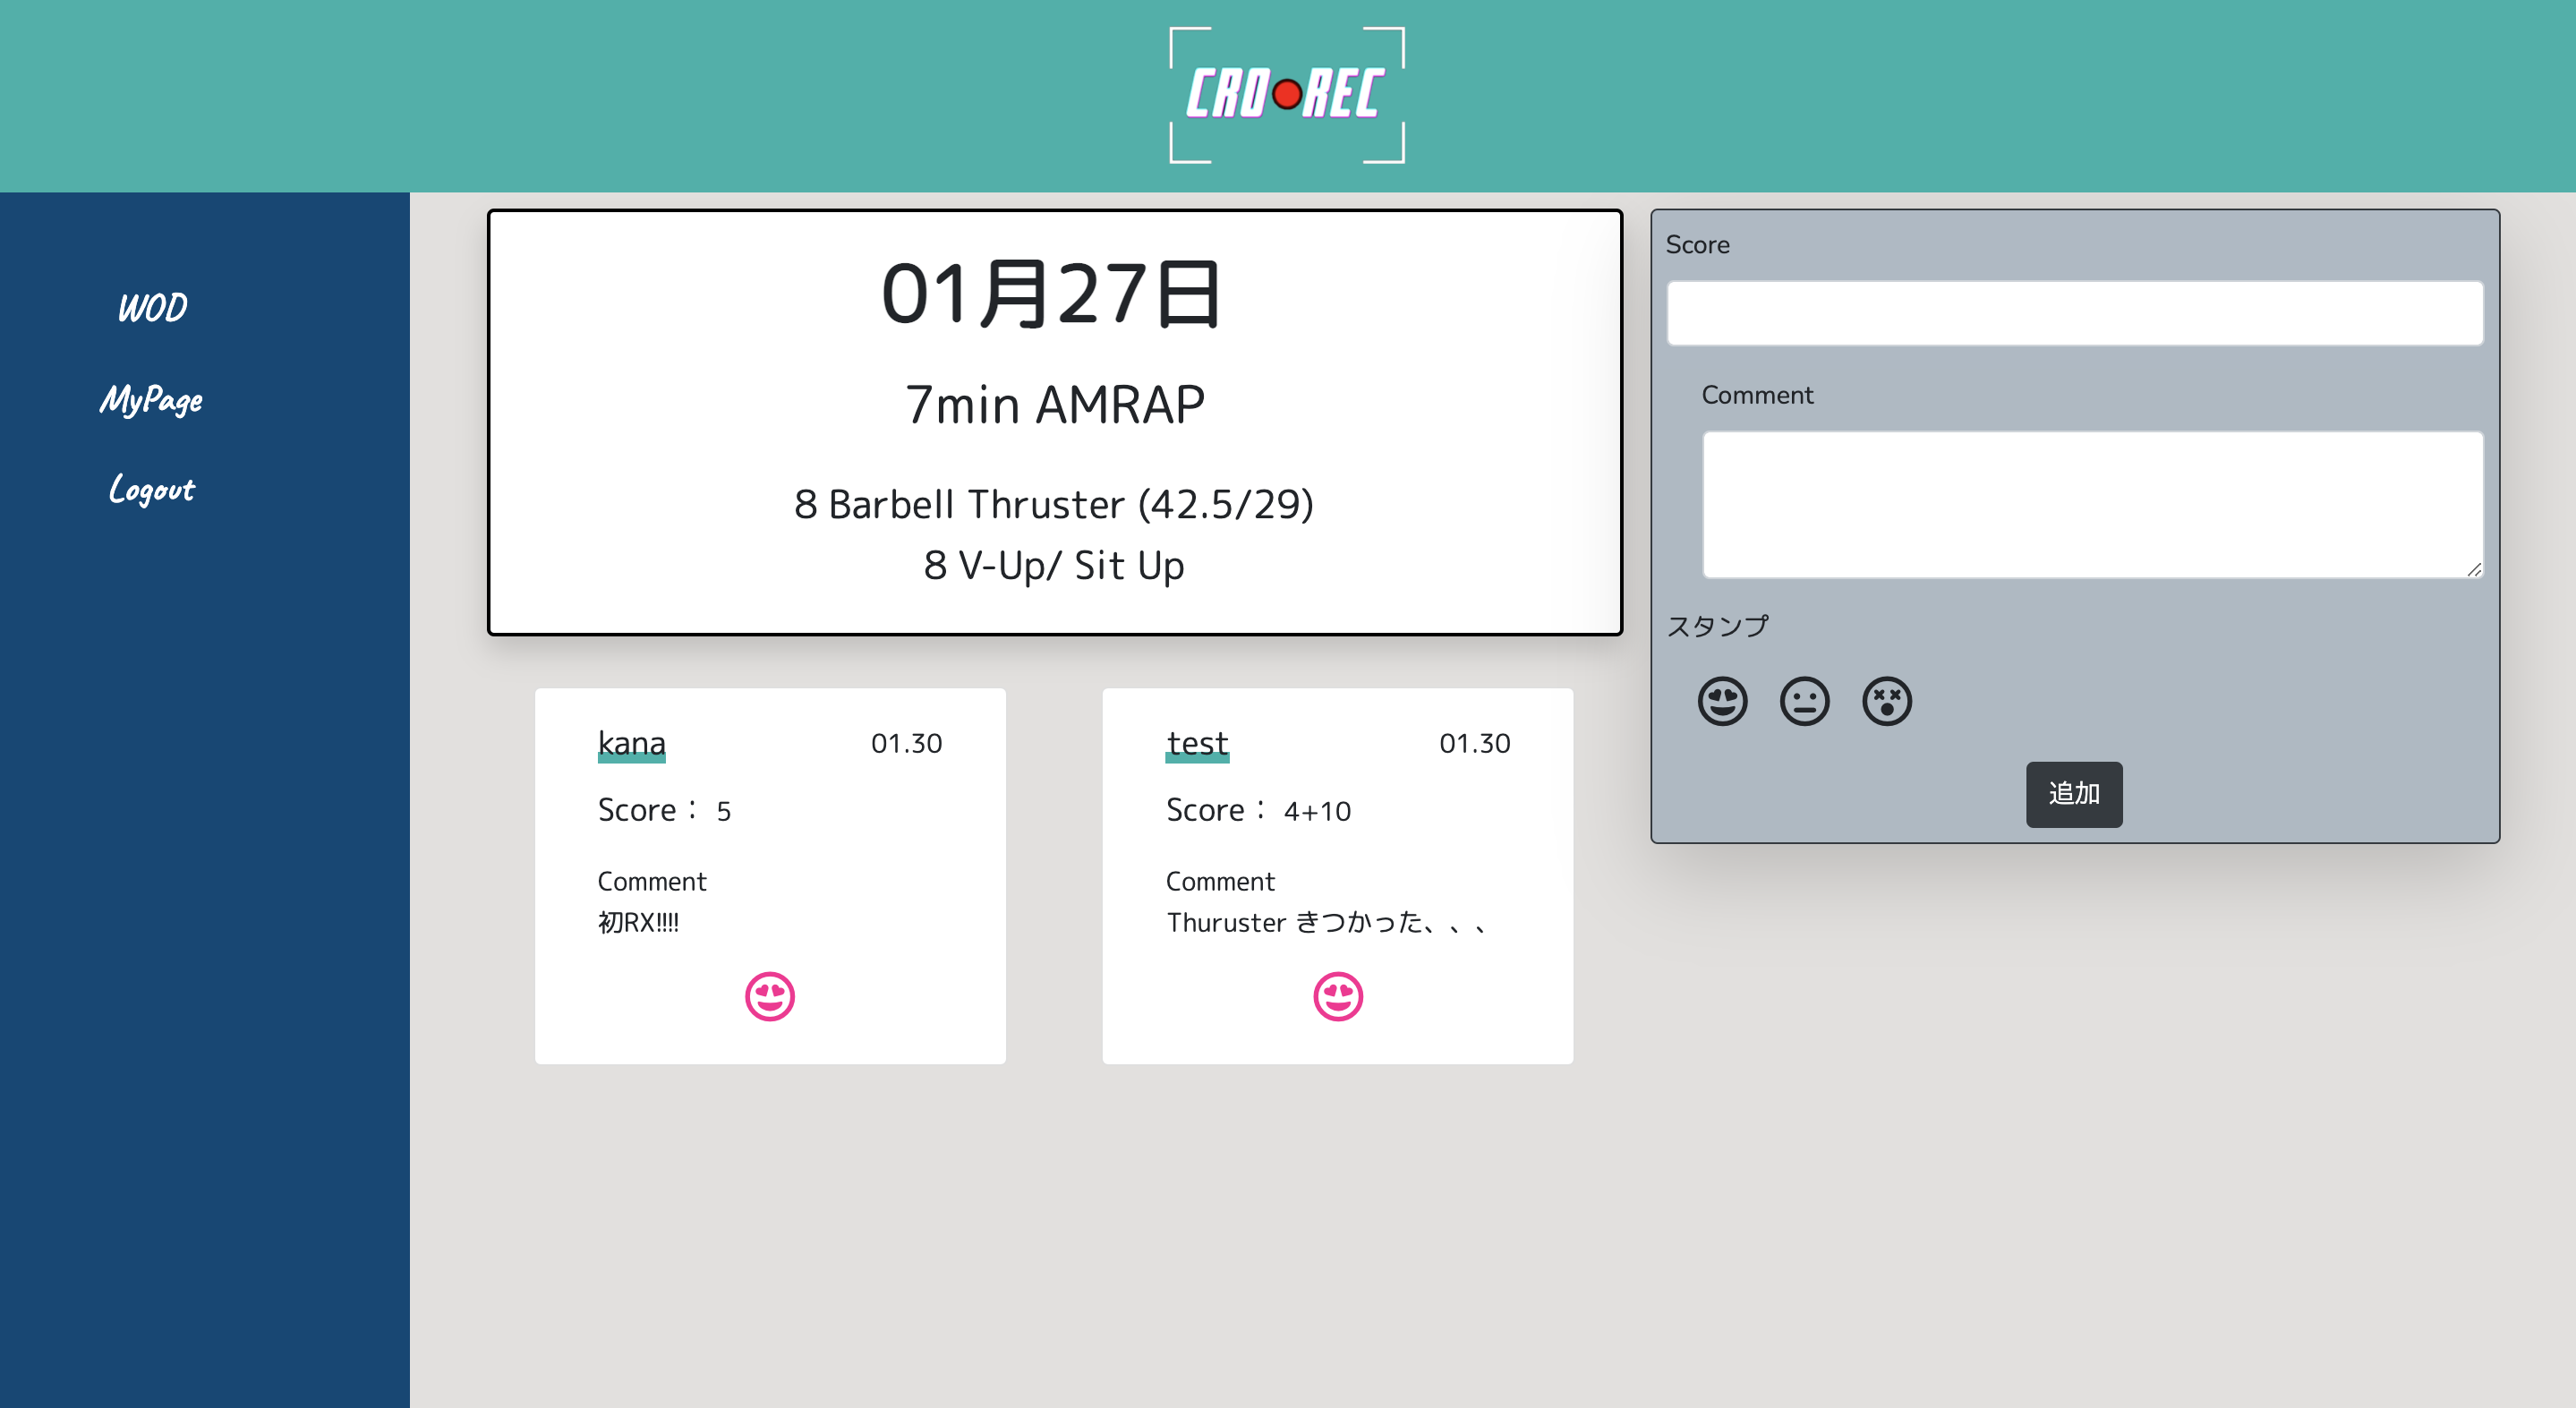 CRO REC
WOD
MyPage
Logout
01月27日
7min AMRAP
8 Barbell Thruster (42.5/29)
8 V-Up/ Sit Up
kana 01.30
Score： 5
Comment
初RX!!!!
test 01.30
Score： 4+10
Comment
Thuruster きつかった、、、
Score
Comment
スタンプ
追加